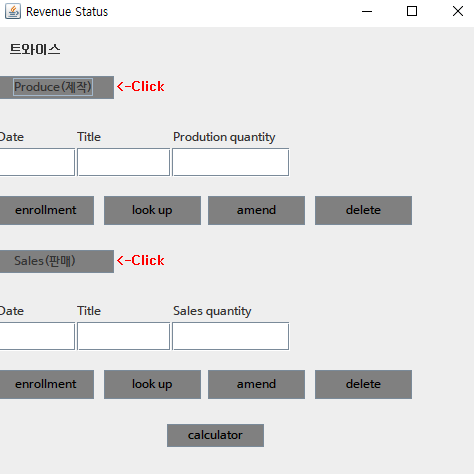 Revenue Status
트와이스
Produce(제작) <-Click
Date Title Prodution quantity
enrollment look up amend delete
Sales(판매) <-Click
Date Title Sales quantity
enrollment look up amend delete
calculator